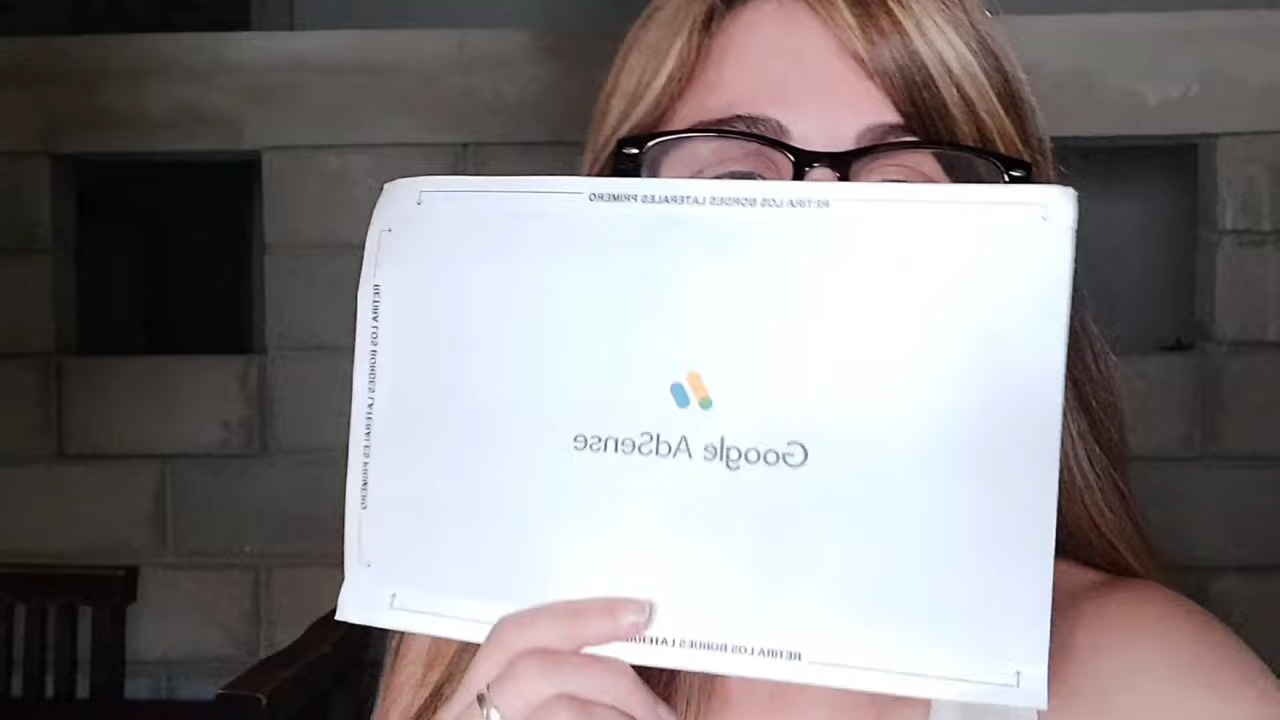 RETIRA LOS BORDES LATERALES PRIMERO
RETIRA LOS BORDES LATERALES PRIMERO
Google AdSense
RETIRA LOS BORDES